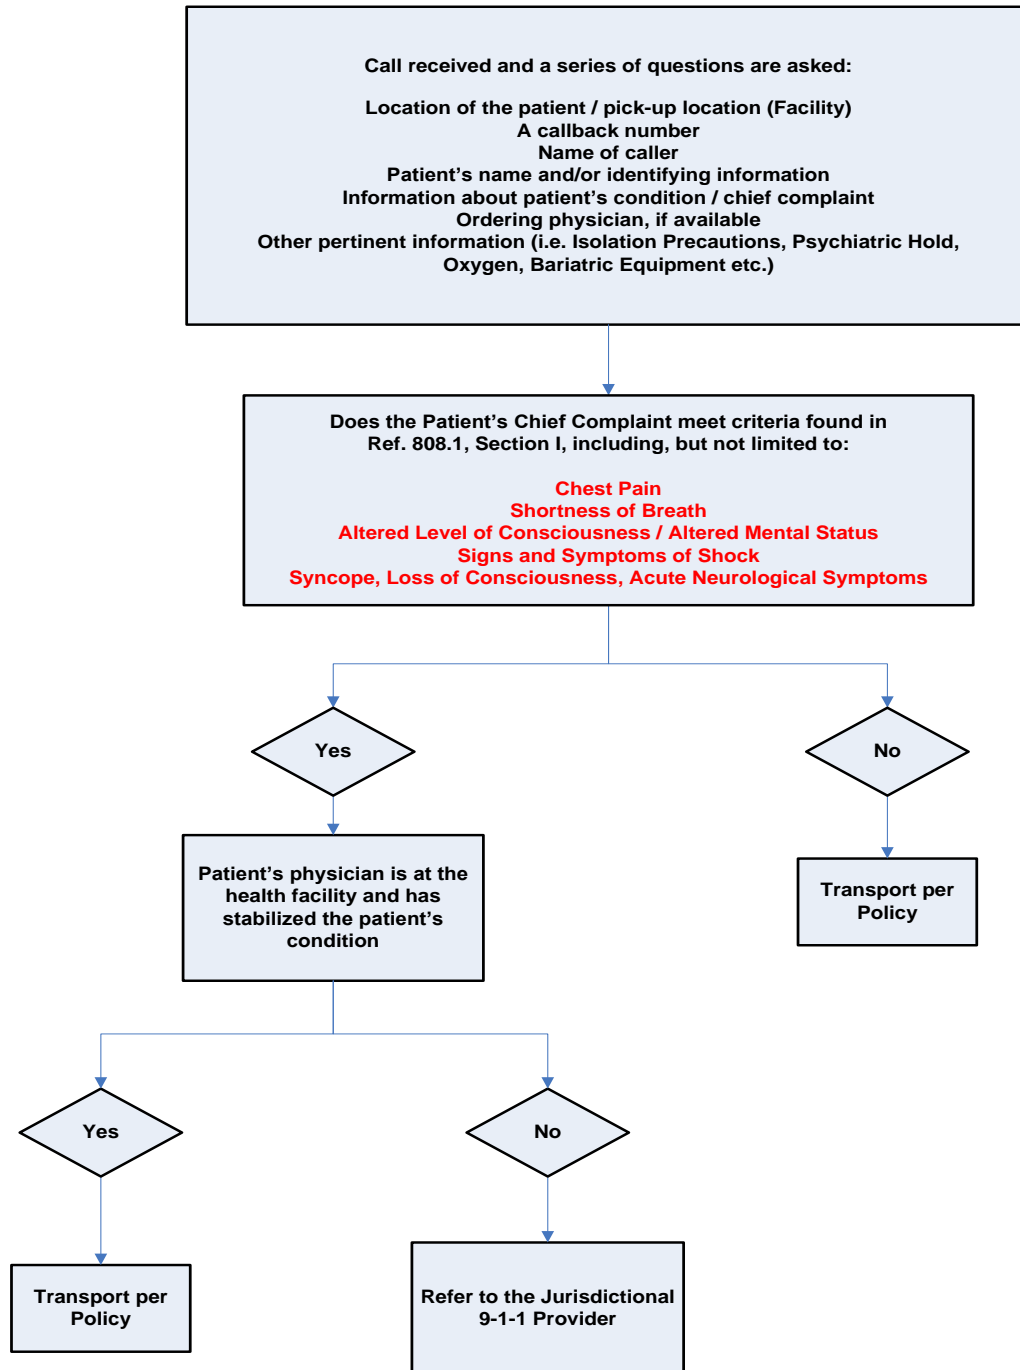 Call received and a series of questions are asked:
Location of the patient / pick-up location (Facility)
A callback number
Name of caller
Patient’s name and/or identifying information
Information about patient’s condition / chief complaint
Ordering physician, if available
Other pertinent information (i.e. Isolation Precautions, Psychiatric Hold,
Oxygen, Bariatric Equipment etc.)
Does the Patient’s Chief Complaint meet criteria found in
Ref. 808.1, Section I, including, but not limited to:
Chest Pain
Shortness of Breath
Altered Level of Consciousness / Altered Mental Status
Signs and Symptoms of Shock
Syncope, Loss of Consciousness, Acute Neurological Symptoms
Yes
No
Patient’s physician is at the
health facility and has
stabilized the patient’s
condition
Transport per
Policy
Yes
No
Transport per
Policy
Refer to the Jurisdictional
9-1-1 Provider